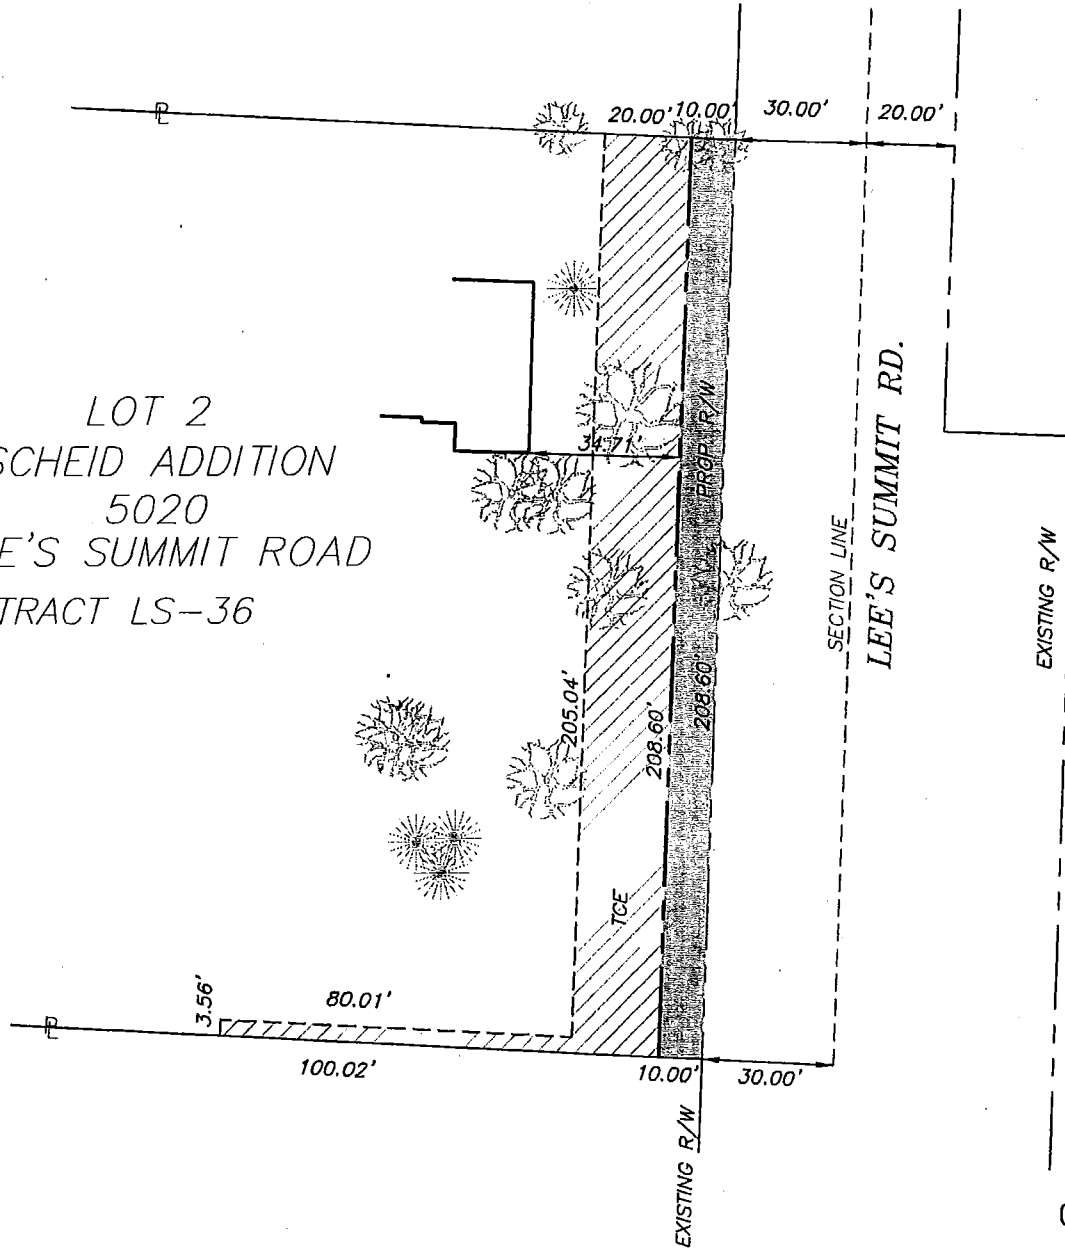 20.00' 10.00' 30.00' 20.00'
LOT 2
SCHEID ADDITION
5020
E'S SUMMIT ROAD
TRACT LS-36
34.71'
PROP. R/W
SECTION LINE
LEE'S SUMMIT RD.
EXISTING R/W
205.04'
208.60'
208.60'
TCE
3.56'
80.01'
100.02'
10.00'
30.00'
EXISTING R/W